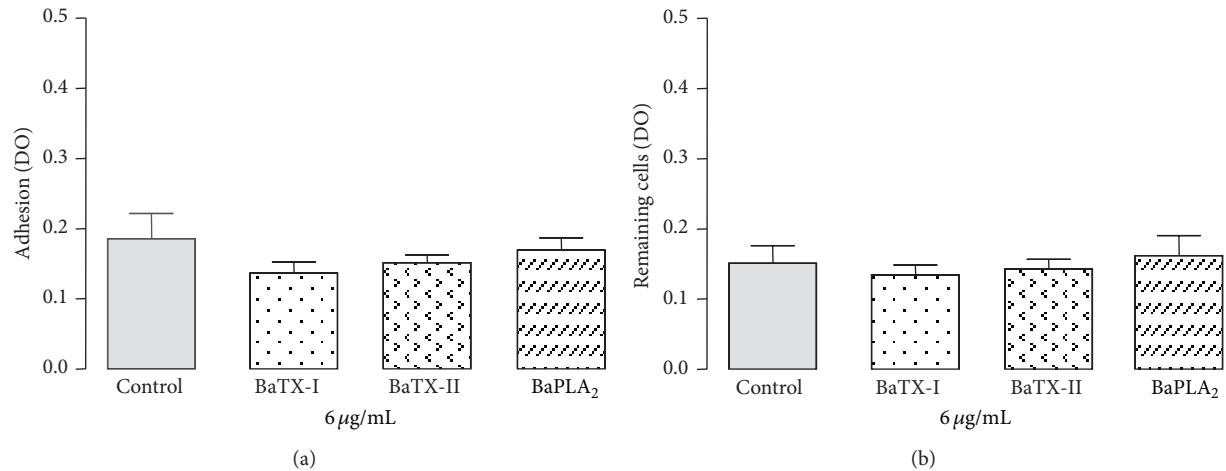 Adhesion (DO)
0.5
0.4
0.3
0.2
0.1
0.0
Control
BaTX-I
BaTX-II
BaPLA₂
6 μg/mL
(a)
Remaining cells (DO)
0.5
0.4
0.3
0.2
0.1
0.0
Control
BaTX-I
BaTX-II
BaPLA₂
6 μg/mL
(b)